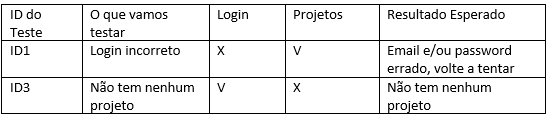 ID do Teste | O que vamos testar | Login | Projetos | Resultado Esperado
ID1 | Login incorreto | X | V | Email e/ou password errado, volte a tentar
ID3 | Não tem nenhum projeto | V | X | Não tem nenhum projeto